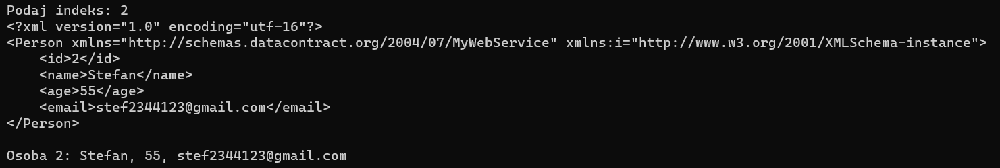 Podaj indeks: 2
<?xml version="1.0" encoding="utf-16"?>
<Person xmlns="http://schemas.datacontract.org/2004/07/MyWebService" xmlns:i="http://www.w3.org/2001/XMLSchema-instance">
    <id>2</id>
    <name>Stefan</name>
    <age>55</age>
    <email>stef2344123@gmail.com</email>
</Person>

Osoba 2: Stefan, 55, stef2344123@gmail.com